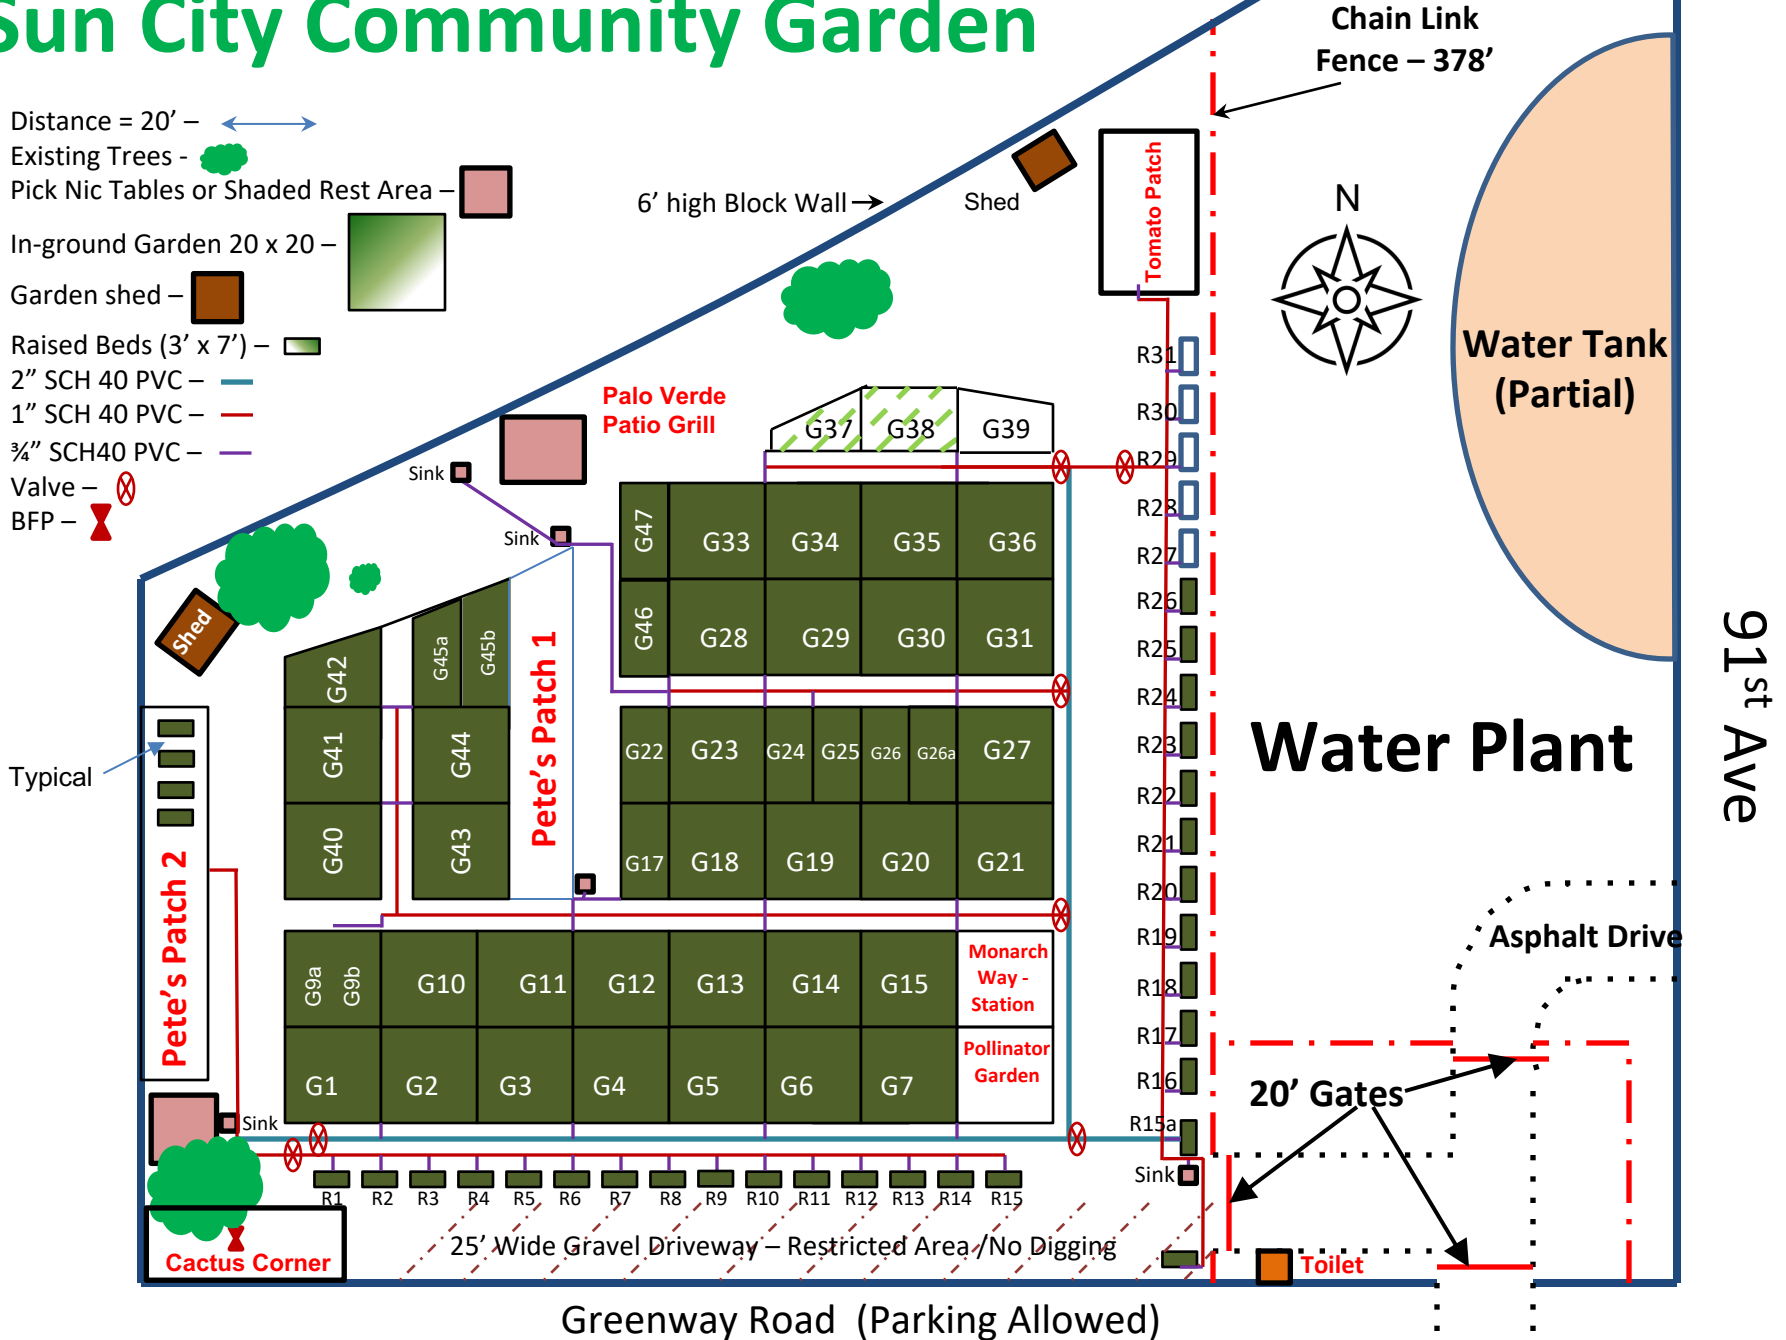 Sun City Community Garden
Distance = 20’ –
Existing Trees -
Pick Nic Tables or Shaded Rest Area –
In-ground Garden 20 x 20 –
Garden shed –
Raised Beds (3’ x 7’) –
2” SCH 40 PVC –
1” SCH 40 PVC –
¾” SCH40 PVC –
Valve –
BFP –
Chain Link
Fence – 378’
6’ high Block Wall
Shed
Tomato Patch
N
Water Tank
(Partial)
91st Ave
Water Plant
Asphalt Drive
20’ Gates
Toilet
Palo Verde
Patio Grill
Sink
Sink
Shed
Typical
Pete’s Patch 2
Pete’s Patch 1
G37
G38
G39
G47
G33
G34
G35
G36
G46
G28
G29
G30
G31
G42
G45a
G45b
G41
G44
G22
G23
G24
G25
G26
G26a
G27
G40
G43
G17
G18
G19
G20
G21
G9a
G9b
G10
G11
G12
G13
G14
G15
Monarch
Way -
Station
G1
G2
G3
G4
G5
G6
G7
Pollinator
Garden
R31
R30
R29
R28
R27
R26
R25
R24
R23
R22
R21
R20
R19
R18
R17
R16
R15a
Sink
Sink
R1
R2
R3
R4
R5
R6
R7
R8
R9
R10
R11
R12
R13
R14
R15
25’ Wide Gravel Driveway – Restricted Area /No Digging
Cactus Corner
Greenway Road (Parking Allowed)